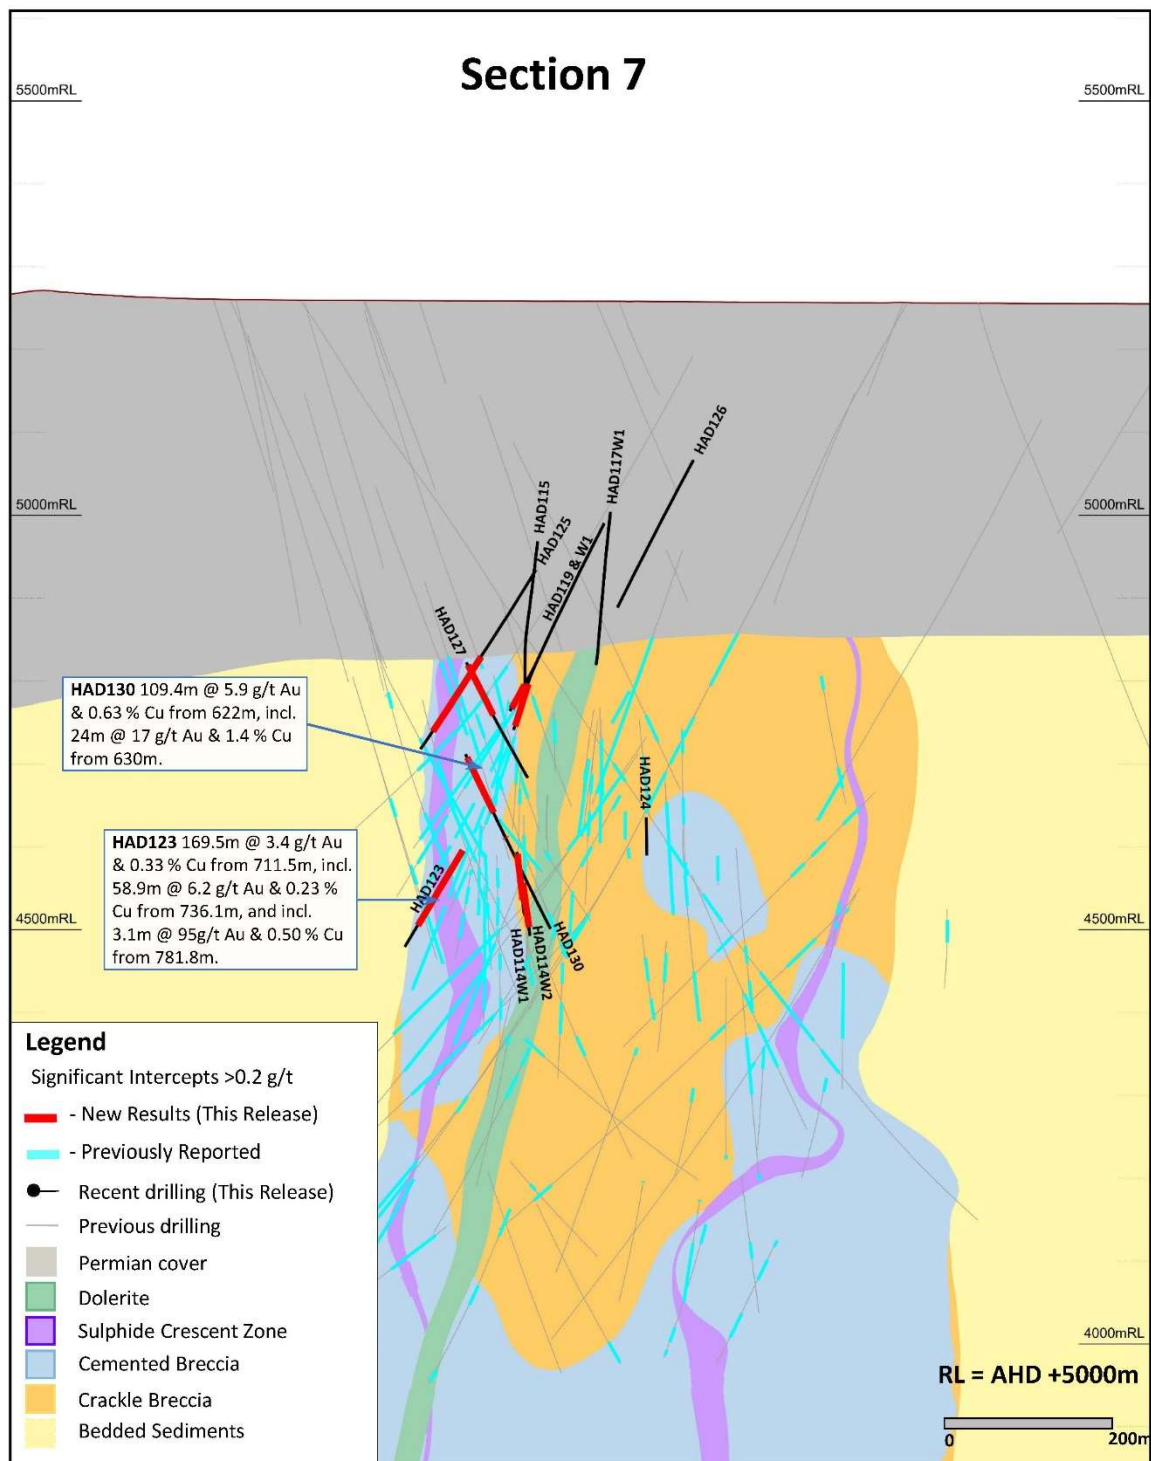 Section 7
5500mRL
5500mRL
HAD126
HAD117W1
5000mRL
5000mRL
HAD115
HAD125
HAD119 & W1
HAD127
HAD130 109.4m @ 5.9 g/t Au
& 0.63 % Cu from 622m, incl.
24m @ 17 g/t Au & 1.4 % Cu
from 630m.
HAD124
HAD123 169.5m @ 3.4 g/t Au
& 0.33 % Cu from 711.5m, incl.
58.9m @ 6.2 g/t Au & 0.23 %
Cu from 736.1m, and incl.
3.1m @ 95g/t Au & 0.50 % Cu
from 781.8m.
HAD123
4500mRL
4500mRL
HAD114W1
HAD114W2
HAD130
Legend
Significant Intercepts >0.2 g/t
- New Results (This Release)
- Previously Reported
Recent drilling (This Release)
Previous drilling
Permian cover
Dolerite
Sulphide Crescent Zone
Cemented Breccia
Crackle Breccia
Bedded Sediments
4000mRL
RL = AHD +5000m
0
200m